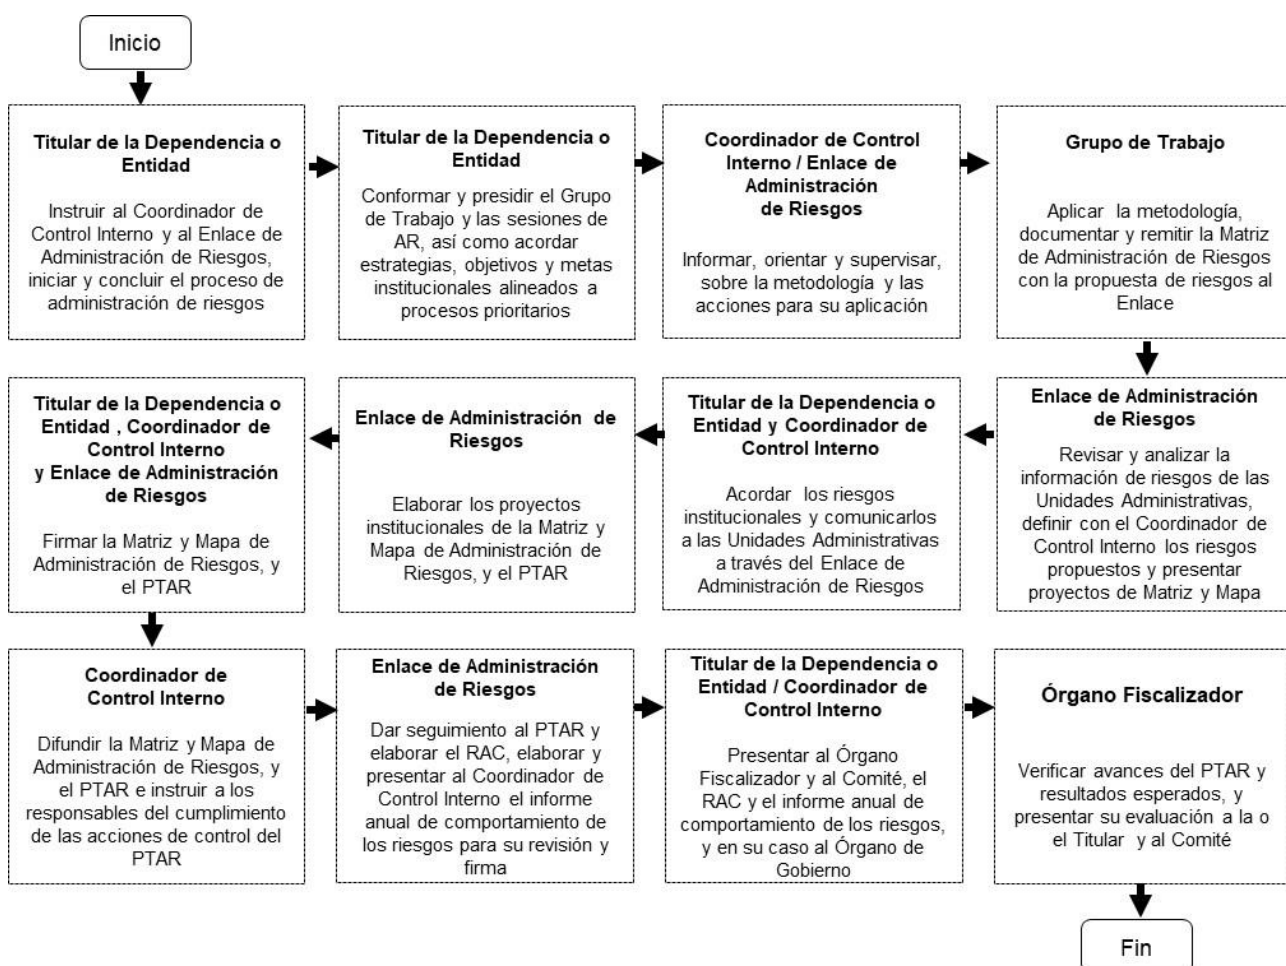 Inicio
Titular de la Dependencia o
Entidad
Instruir al Coordinador de
Control Interno y al Enlace de
Administración de Riesgos,
iniciar y concluir el proceso de
administración de riesgos
Titular de la Dependencia o
Entidad
Conformar y presidir el Grupo
de Trabajo y las sesiones de
AR, así como acordar
estrategias, objetivos y metas
institucionales alineados a
procesos prioritarios
Coordinador de Control
Interno / Enlace de
Administración
de Riesgos
Informar, orientar y supervisar,
sobre la metodología y las
acciones para su aplicación
Grupo de Trabajo
Aplicar la metodología,
documentar y remitir la Matriz
de Administración de Riesgos
con la propuesta de riesgos al
Enlace
Enlace de Administración
de Riesgos
Revisar y analizar la
información de riesgos de las
Unidades Administrativas,
definir con el Coordinador de
Control Interno los riesgos
propuestos y presentar
proyectos de Matriz y Mapa
Titular de la Dependencia o
Entidad y Coordinador de
Control Interno
Acordar los riesgos
institucionales y comunicarlos
a las Unidades Administrativas
a través del Enlace de
Administración de Riesgos
Enlace de Administración de
Riesgos
Elaborar los proyectos
institucionales de la Matriz y
Mapa de Administración de
Riesgos, y el PTAR
Titular de la Dependencia o
Entidad , Coordinador de
Control Interno
y Enlace de Administración
de Riesgos
Firmar la Matriz y Mapa de
Administración de Riesgos, y
el PTAR
Coordinador de
Control Interno
Difundir la Matriz y Mapa de
Administración de Riesgos, y
el PTAR e instruir a los
responsables del cumplimiento
de las acciones de control del
PTAR
Enlace de Administración
de Riesgos
Dar seguimiento al PTAR y
elaborar el RAC, elaborar y
presentar al Coordinador de
Control Interno el informe
anual de comportamiento de
los riesgos para su revisión y
firma
Titular de la Dependencia o
Entidad / Coordinador de
Control Interno
Presentar al Órgano
Fiscalizador y al Comité, el
RAC y el informe anual de
comportamiento de los riesgos,
y en su caso al Órgano de
Gobierno
Órgano Fiscalizador
Verificar avances del PTAR y
resultados esperados, y
presentar su evaluación a la o
el Titular y al Comité
Fin